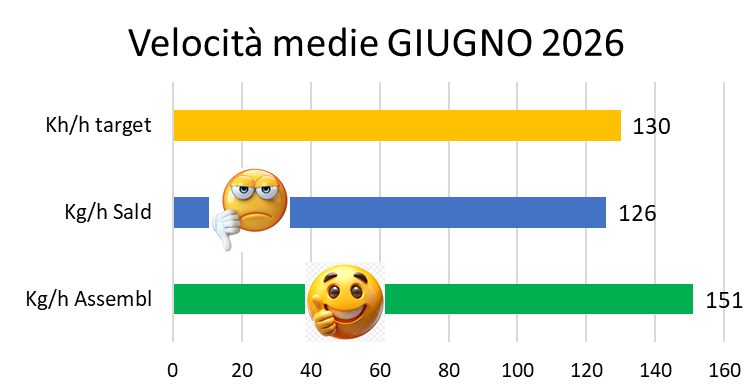 Velocità medie GIUGNO 2026
Kh/h target
130
Kg/h Sald
126
Kg/h Assembl
151
0 20 40 60 80 100 120 140 160